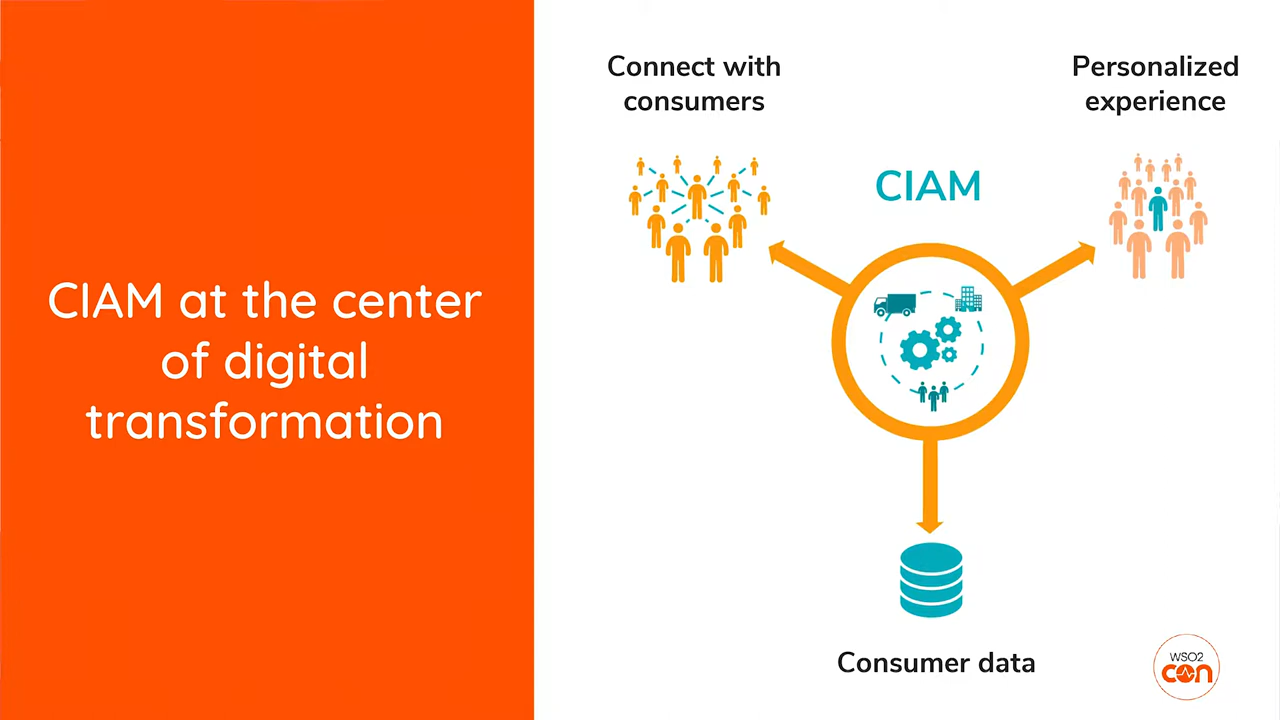 CIAM at the center
of digital
transformation
Connect with
consumers
Personalized
experience
CIAM
Consumer data
WSO2
con